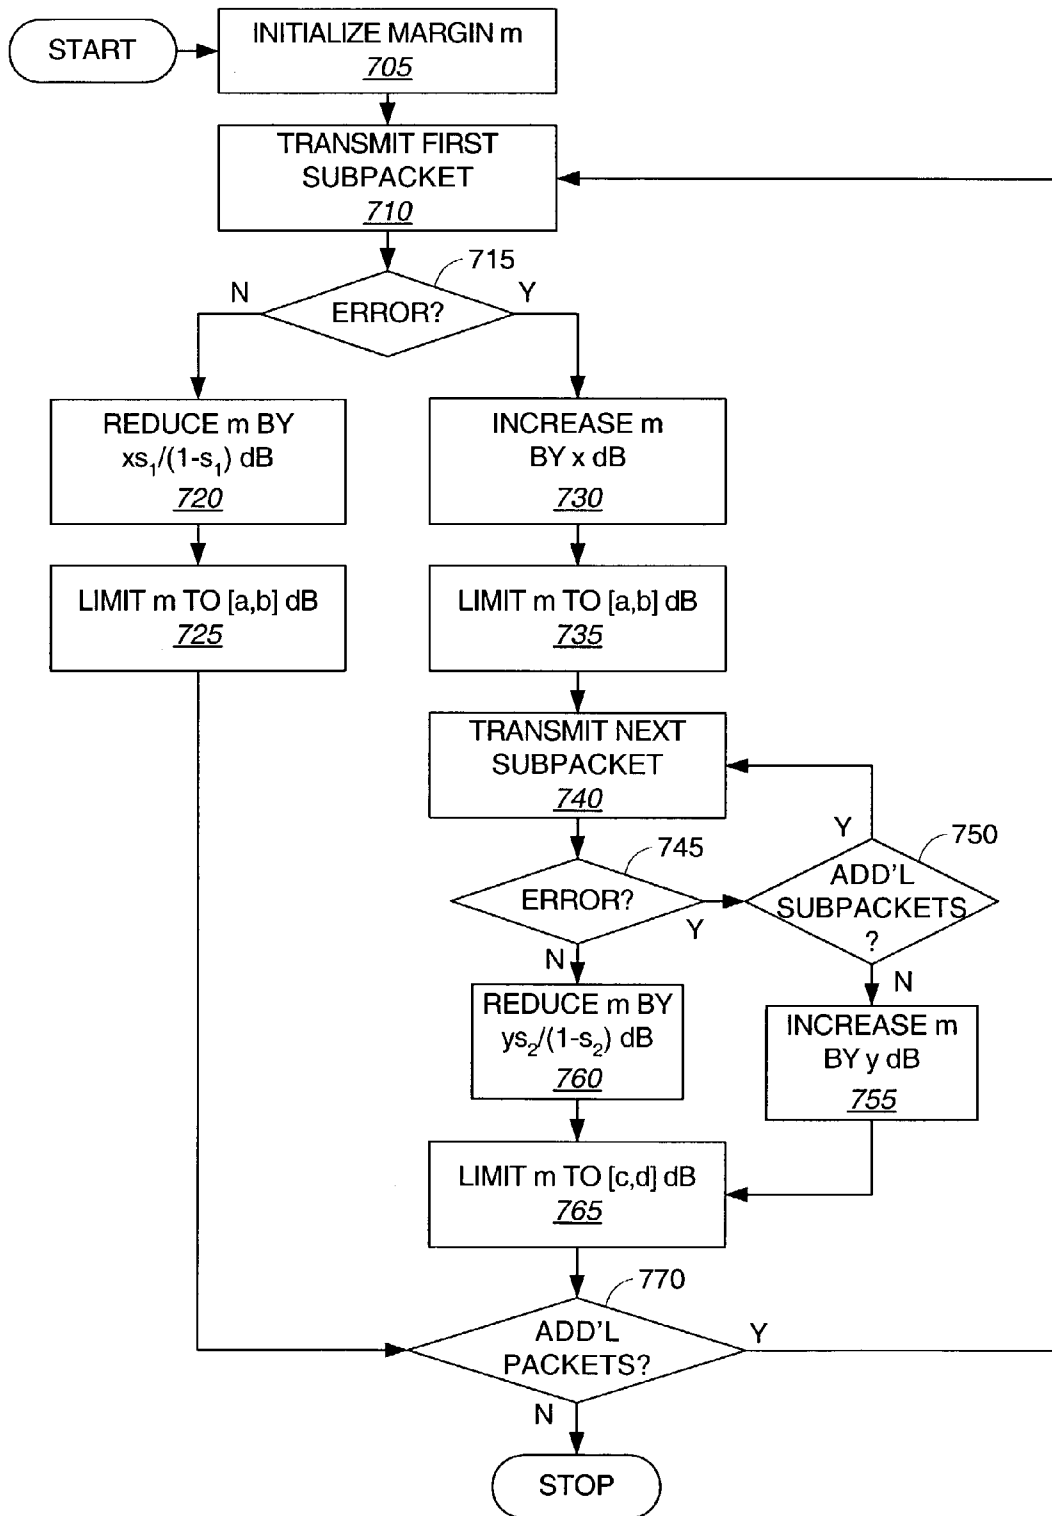 START
INITIALIZE MARGIN m
705
TRANSMIT FIRST
SUBPACKET
710
715
ERROR?
N
Y
REDUCE m BY
xs₁/(1-s₁) dB
720
INCREASE m
BY x dB
730
LIMIT m TO [a,b] dB
725
LIMIT m TO [a,b] dB
735
TRANSMIT NEXT
SUBPACKET
740
745
ERROR?
Y
N
750
ADD'L
SUBPACKETS
?
Y
N
REDUCE m BY
ys₂/(1-s₂) dB
760
INCREASE m
BY y dB
755
LIMIT m TO [c,d] dB
765
770
ADD'L
PACKETS?
Y
N
STOP